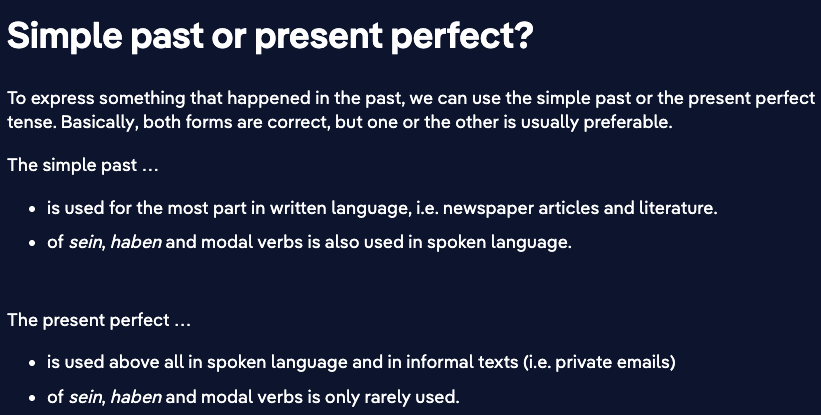 Simple past or present perfect?
To express something that happened in the past, we can use the simple past or the present perfect
tense. Basically, both forms are correct, but one or the other is usually preferable.
The simple past …
• is used for the most part in written language, i.e. newspaper articles and literature.
• of sein, haben and modal verbs is also used in spoken language.
The present perfect …
• is used above all in spoken language and in informal texts (i.e. private emails)
• of sein, haben and modal verbs is only rarely used.